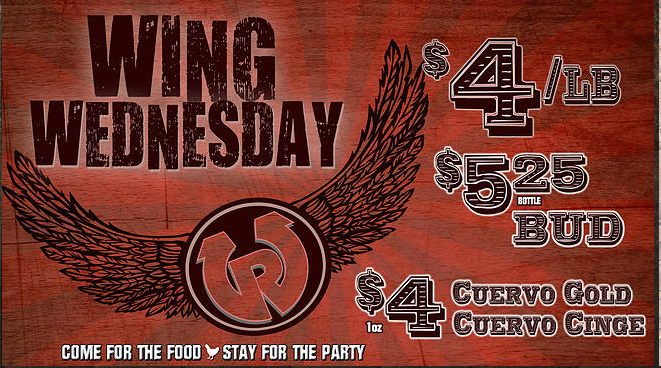 WING
WEDNESDAY
$4/LB
$525
BOTTLE
BUD
$4 CUERVO GOLD
1oz CUERVO CINGE
COME FOR THE FOOD STAY FOR THE PARTY